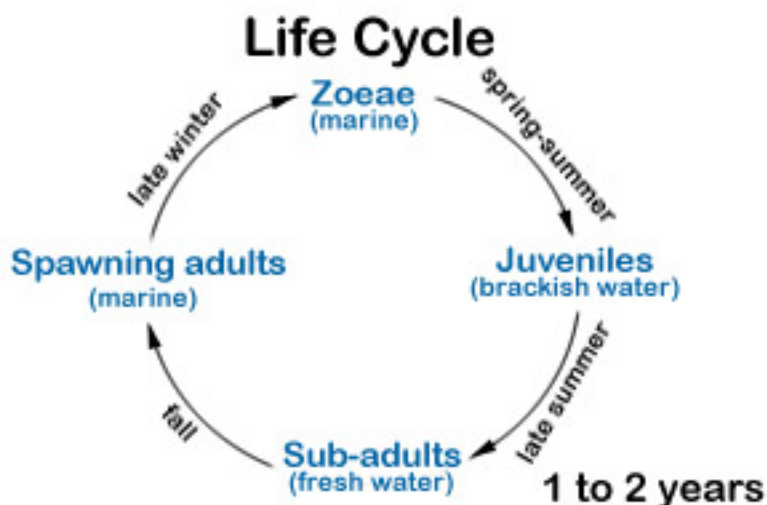 Life Cycle
Zoeae
(marine)
spring-summer
Juveniles
(brackish water)
late summer
Sub-adults
(fresh water)
fall
Spawning adults
(marine)
late winter
1 to 2 years